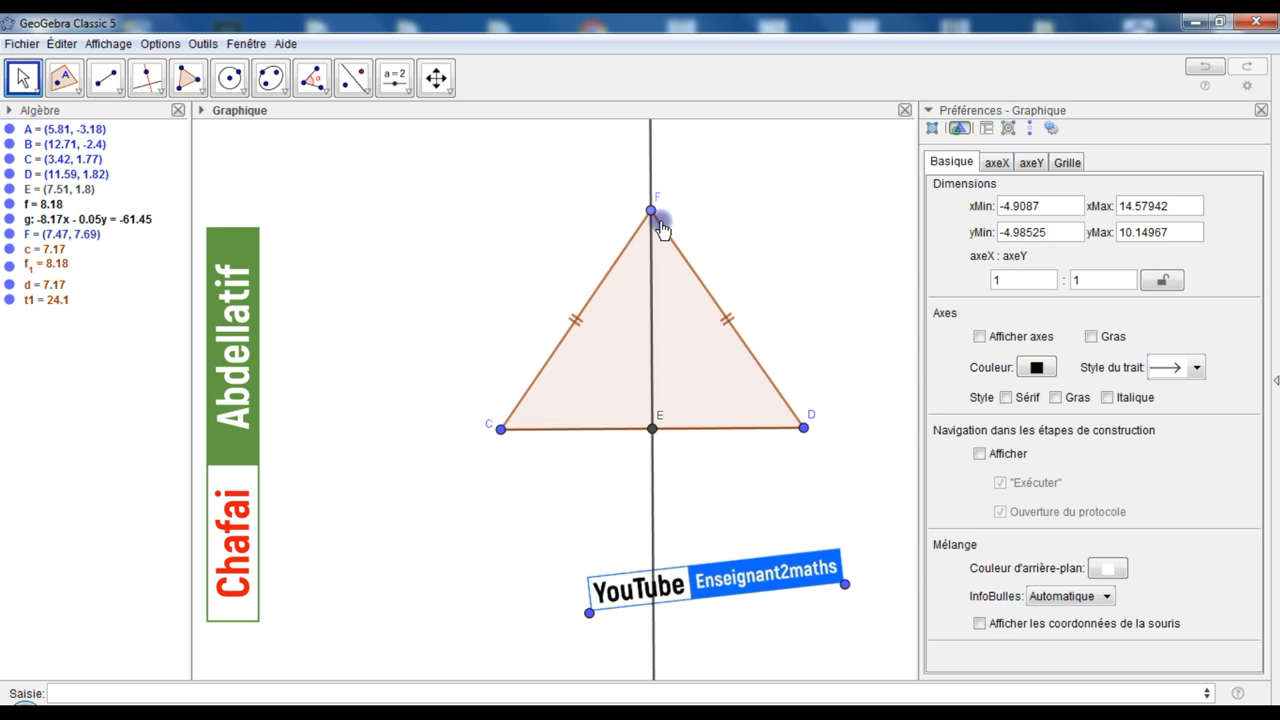 GeoGebra Classic 5
Fichier Éditer Affichage Options Outils Fenêtre Aide
A
α
a = 2
Algèbre
Graphique
Préférences - Graphique
A = (5.81, -3.18)
B = (12.71, -2.4)
C = (3.42, 1.77)
D = (11.59, 1.82)
E = (7.51, 1.8)
f = 8.18
g: -8.17x - 0.05y = -61.45
F = (7.47, 7.69)
c = 7.17
f1 = 8.18
d = 7.17
t1 = 24.1
Abdellatif
Chafai
F
C
E
D
YouTube Enseignant2maths
Basique axeX axeY Grille
Dimensions
xMin: -4.9087 xMax: 14.57942
yMin: -4.98525 yMax: 10.14967
axeX : axeY
1 : 1
Axes
Afficher axes Gras
Couleur: Style du trait:
Style Sérif Gras Italique
Navigation dans les étapes de construction
Afficher
"Exécuter"
Ouverture du protocole
Mélange
Couleur d'arrière-plan:
InfoBulles: Automatique
Afficher les coordonnées de la souris
Saisie: